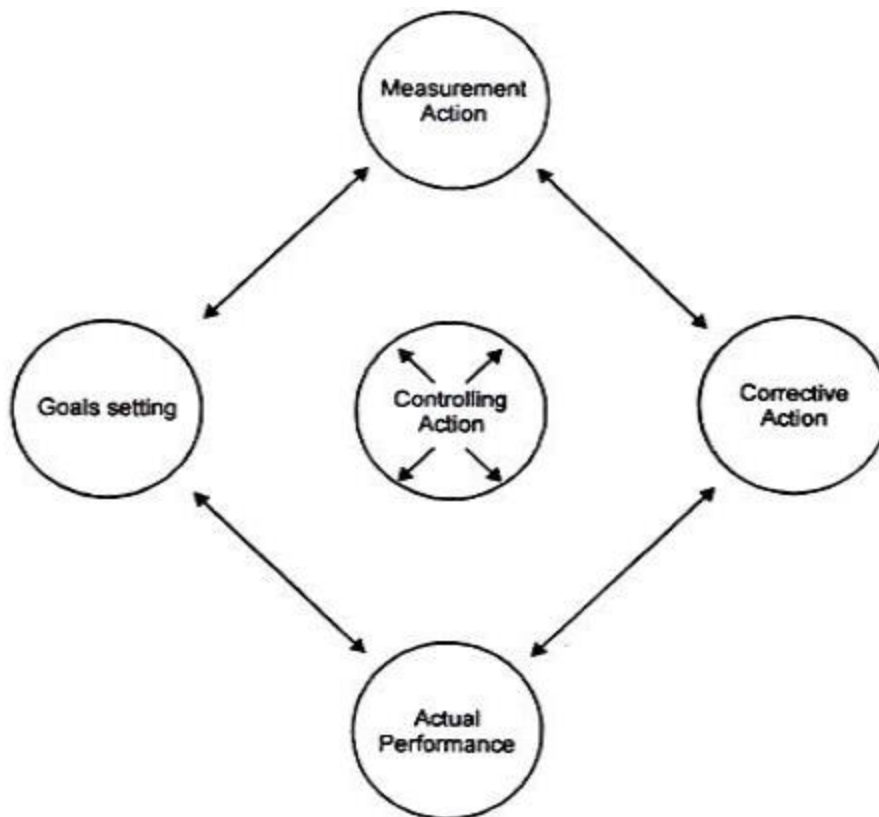 Measurement
Action
Goals setting
Controlling
Action
Corrective
Action
Actual
Performance